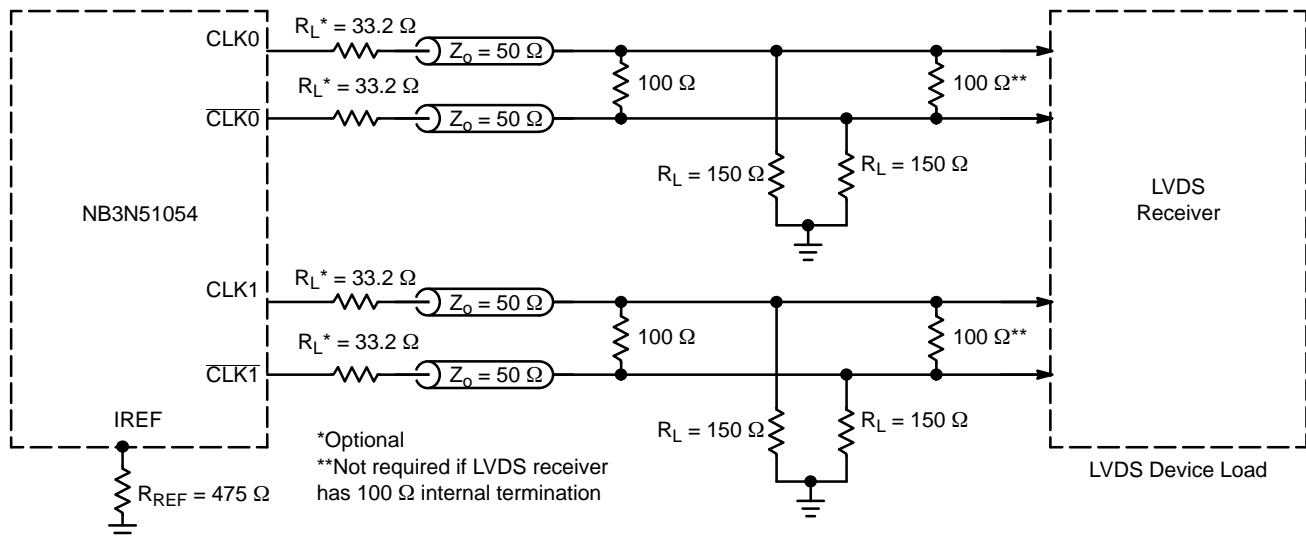 CLK0
R_L* = 33.2 Ω
Z_o = 50 Ω
R_L* = 33.2 Ω
C̅L̅K̅0̅
Z_o = 50 Ω
100 Ω
100 Ω**
R_L = 150 Ω
R_L = 150 Ω
NB3N51054
LVDS
Receiver
CLK1
R_L* = 33.2 Ω
Z_o = 50 Ω
R_L* = 33.2 Ω
C̅L̅K̅1̅
Z_o = 50 Ω
100 Ω
100 Ω**
R_L = 150 Ω
R_L = 150 Ω
IREF
R_REF = 475 Ω
*Optional
**Not required if LVDS receiver
has 100 Ω internal termination
LVDS Device Load